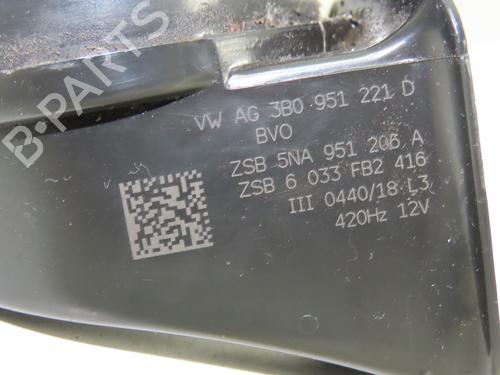 B-PARTS
VW AG 3B0 951 221 D
BVO
ZSB 5NA 951 206 A
ZSB 6 033 FB2 416
III 0440/18 L3
420Hz 12V